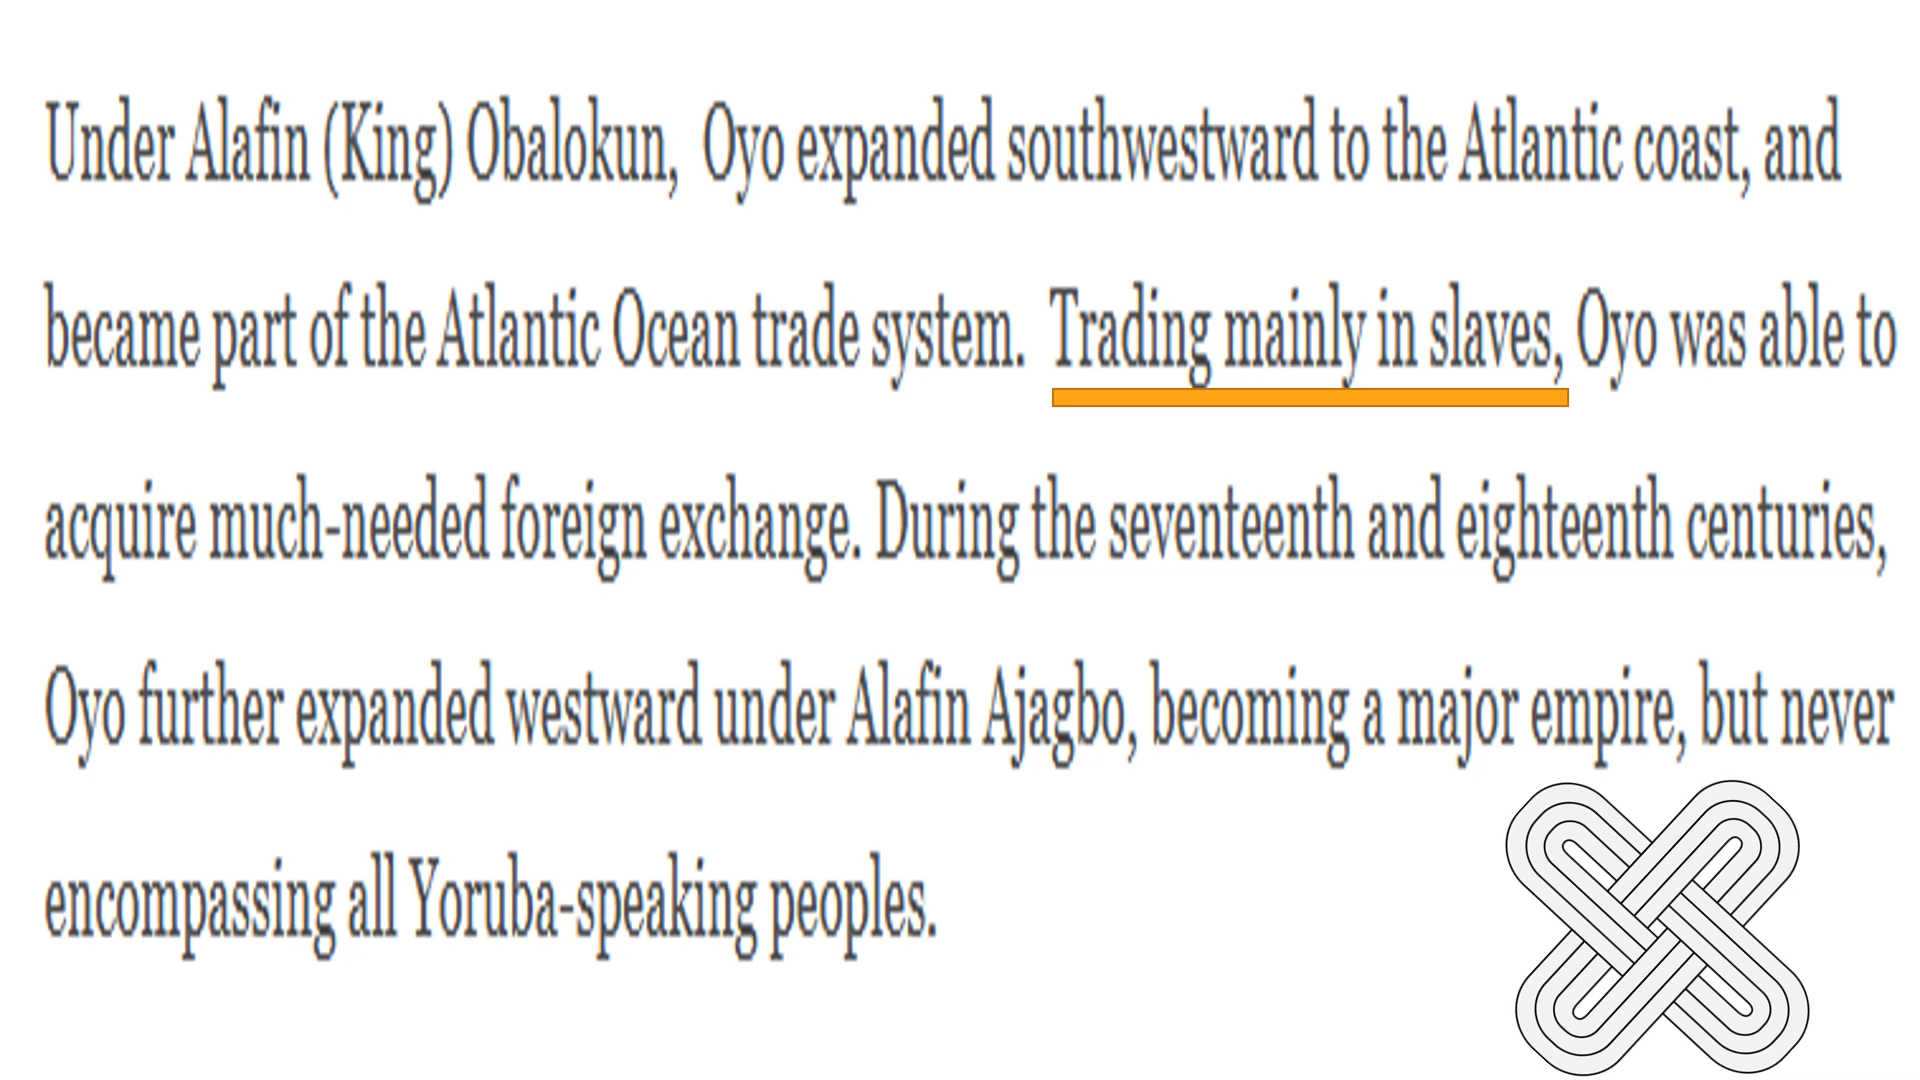 Under Alafin (King) Obalokun,  Oyo expanded southwestward to the Atlantic coast, and
became part of the Atlantic Ocean trade system.  Trading mainly in slaves, Oyo was able to
acquire much-needed foreign exchange. During the seventeenth and eighteenth centuries,
Oyo further expanded westward under Alafin Ajagbo, becoming a major empire, but never
encompassing all Yoruba-speaking peoples.